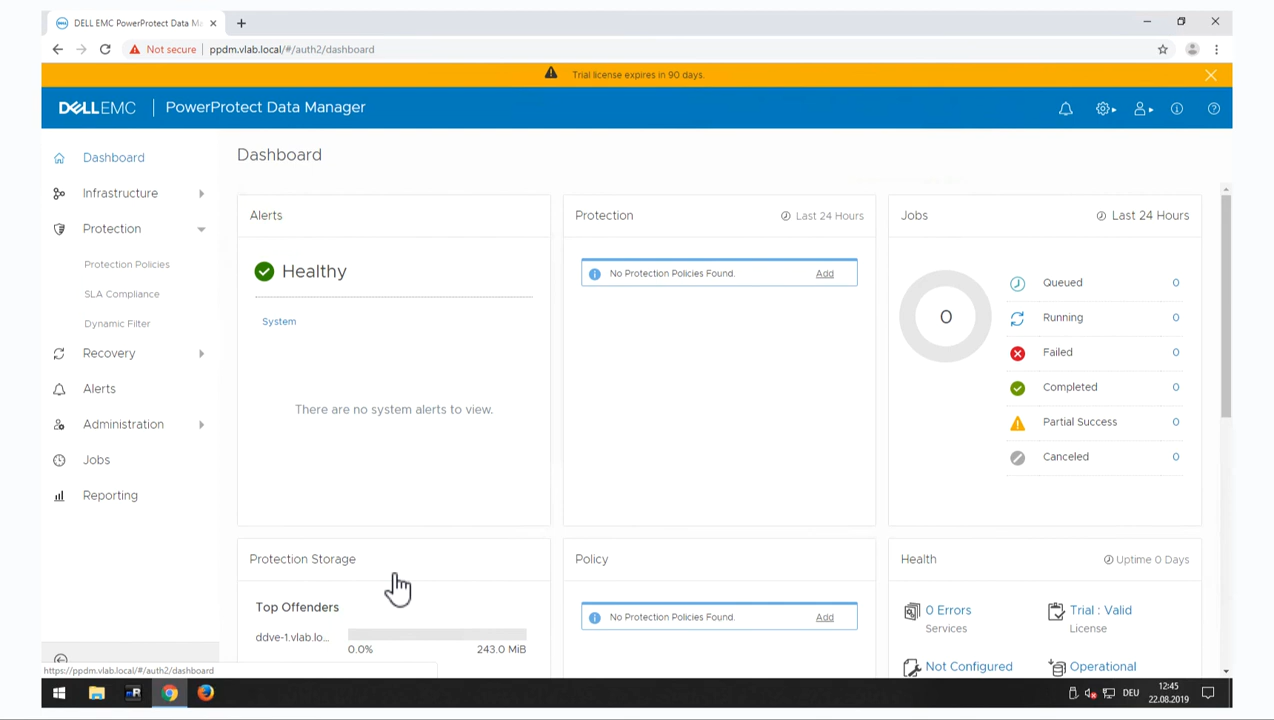 DELL EMC PowerProtect Data Ma
Not secure ppdm.vlab.local/#/auth2/dashboard
Trial license expires in 90 days.
DELLEMC PowerProtect Data Manager
Dashboard
Infrastructure
Protection
Protection Policies
SLA Compliance
Dynamic Filter
Recovery
Alerts
Administration
Jobs
Reporting
Dashboard
Alerts
Healthy
System
There are no system alerts to view.
Protection Last 24 Hours
No Protection Policies Found. Add
Jobs Last 24 Hours
0
Queued 0
Running 0
Failed 0
Completed 0
Partial Success 0
Canceled 0
Protection Storage
Top Offenders
ddve-1.vlab.lo...
0.0% 243.0 MiB
Policy
No Protection Policies Found. Add
Health Uptime 0 Days
0 Errors
Services
Trial : Valid
License
Not Configured
Operational
https://ppdm.vlab.local/#/auth2/dashboard
DEU
12:45
22.08.2019